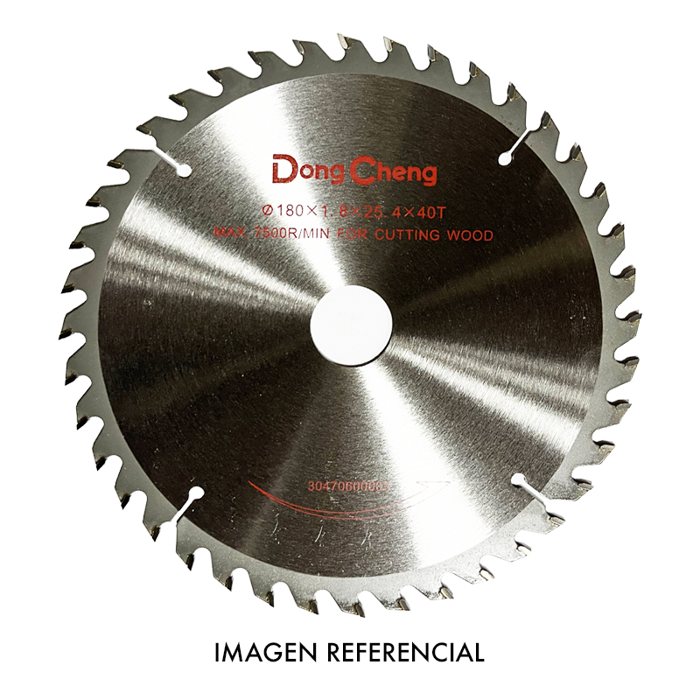 DongCheng
Ø180×1.8×25.4×40T
MAX 7500R/MIN FOR CUTTING WOOD
IMAGEN REFERENCIAL